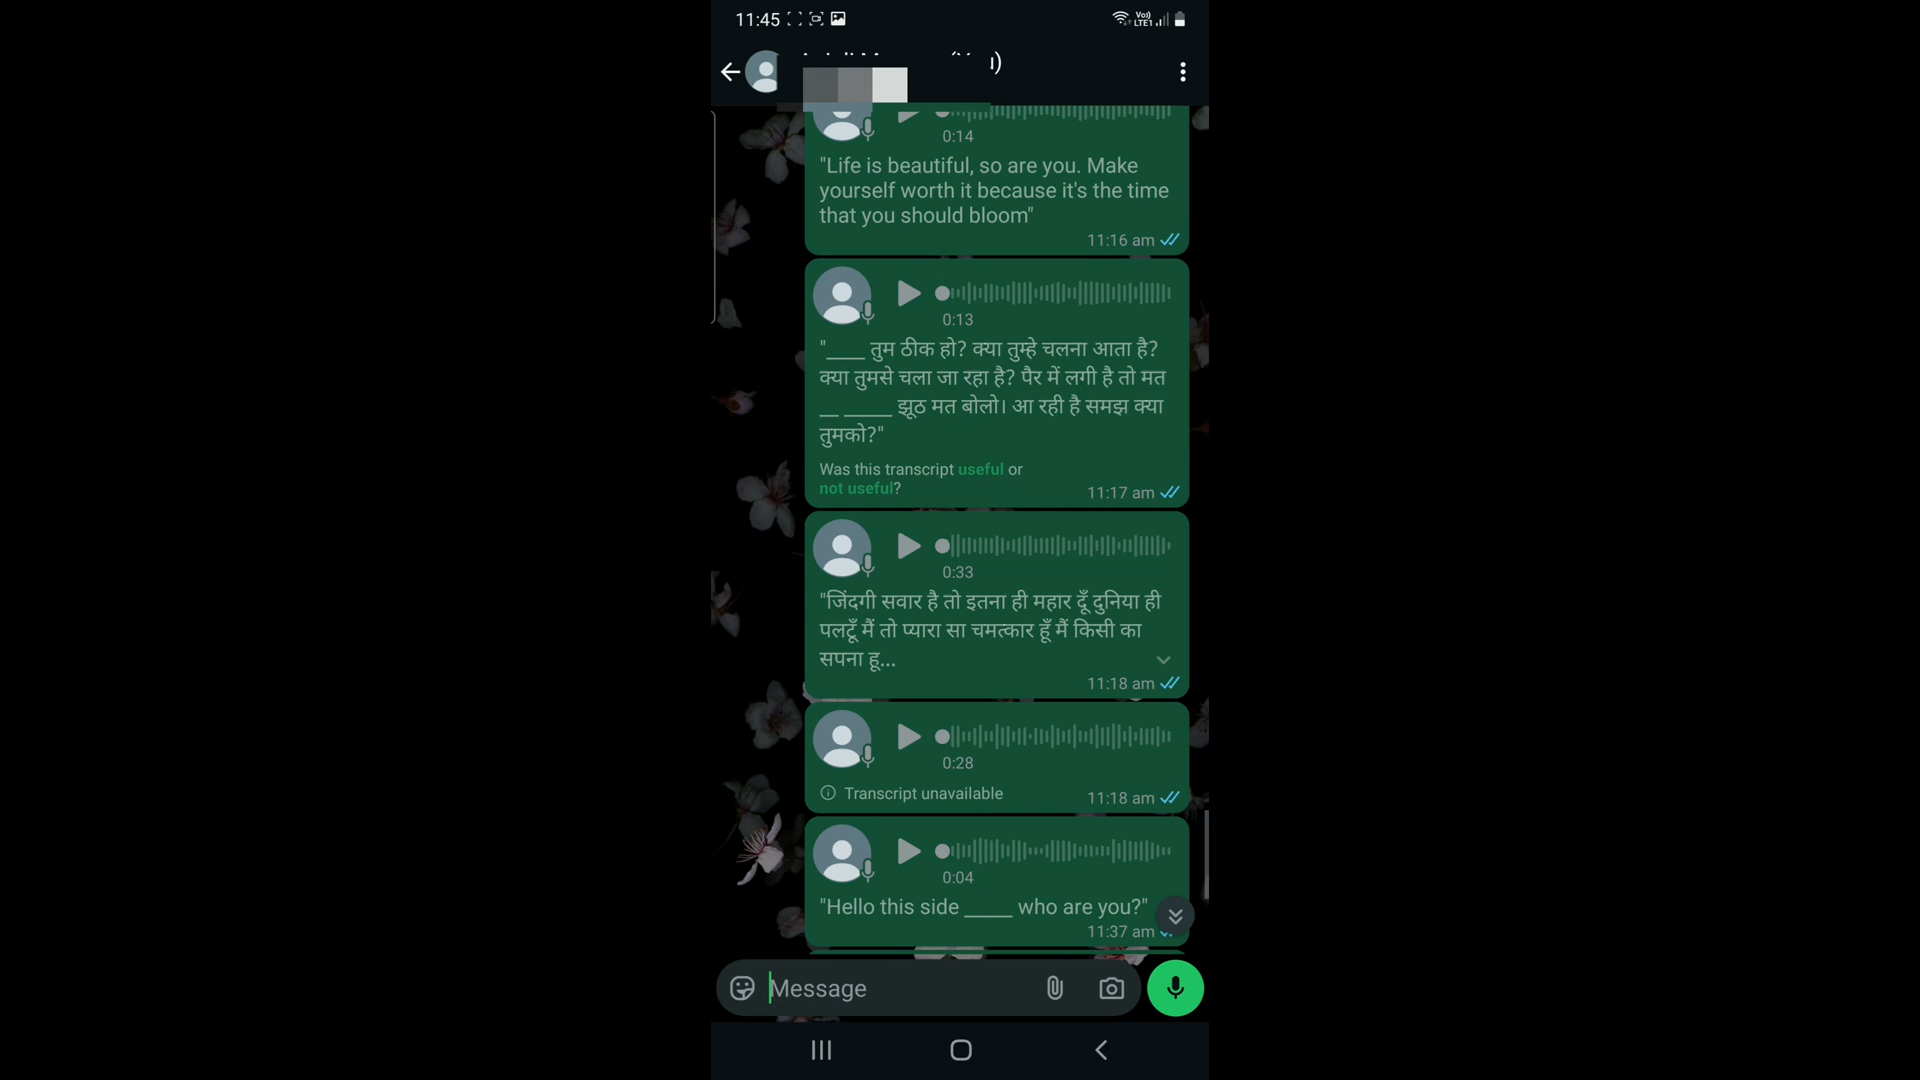 11:45
Vo)
LTE1
0:14
"Life is beautiful, so are you. Make
yourself worth it because it's the time
that you should bloom"
11:16 am
0:13
"____ तुम ठीक हो? क्या तुम्हे चलना आता है?
क्या तुमसे चला जा रहा है? पैर में लगी है तो मत
__ _____ झूठ मत बोलो। आ रही है समझ क्या
तुमको?"
Was this transcript useful or
not useful?
11:17 am
0:33
"जिंदगी सवार है तो इतना ही महार दूँ दुनिया ही
पलटूँ मैं तो प्यारा सा चमत्कार हूँ मैं किसी का
सपना हू...
11:18 am
0:28
Transcript unavailable
11:18 am
0:04
"Hello this side _____ who are you?"
11:37 am
Message